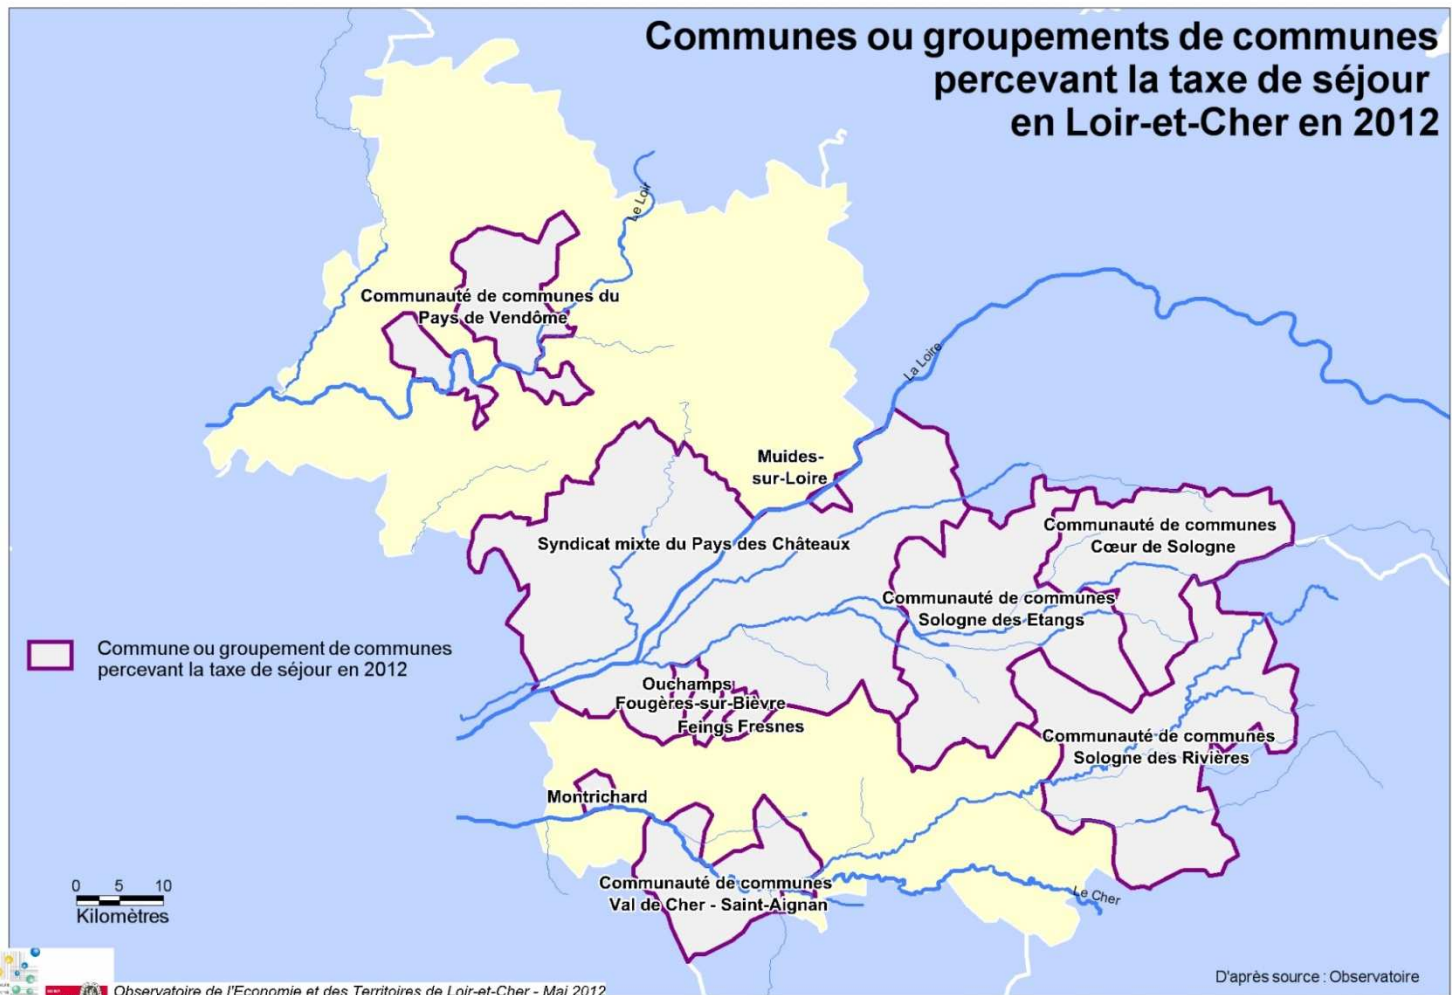 Communes ou groupements de communes
percevant la taxe de séjour
en Loir-et-Cher en 2012
Le Loir
Communauté de communes du
Pays de Vendôme
La Loire
Muides-
sur-Loire
Communauté de communes
Cœur de Sologne
Syndicat mixte du Pays des Châteaux
Communauté de communes
Sologne des Etangs
Commune ou groupement de communes
percevant la taxe de séjour en 2012
Ouchamps
Fougères-sur-Bièvre
Feings Fresnes
Communauté de communes
Sologne des Rivières
Montrichard
Communauté de communes
Val de Cher - Saint-Aignan
Le Cher
0 5 10
Kilomètres
D'après source : Observatoire
Observatoire de l'Economie et des Territoires de Loir-et-Cher - Mai 2012